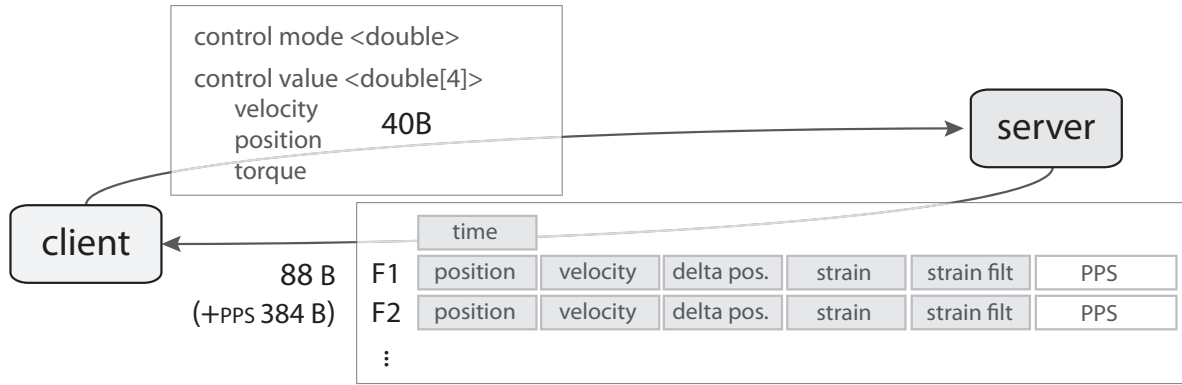 control mode <double>
control value <double[4]>
velocity
position
torque
40B
server
client
time
88 B
(+PPS 384 B)
F1 position velocity delta pos. strain strain filt PPS
F2 position velocity delta pos. strain strain filt PPS
⋮